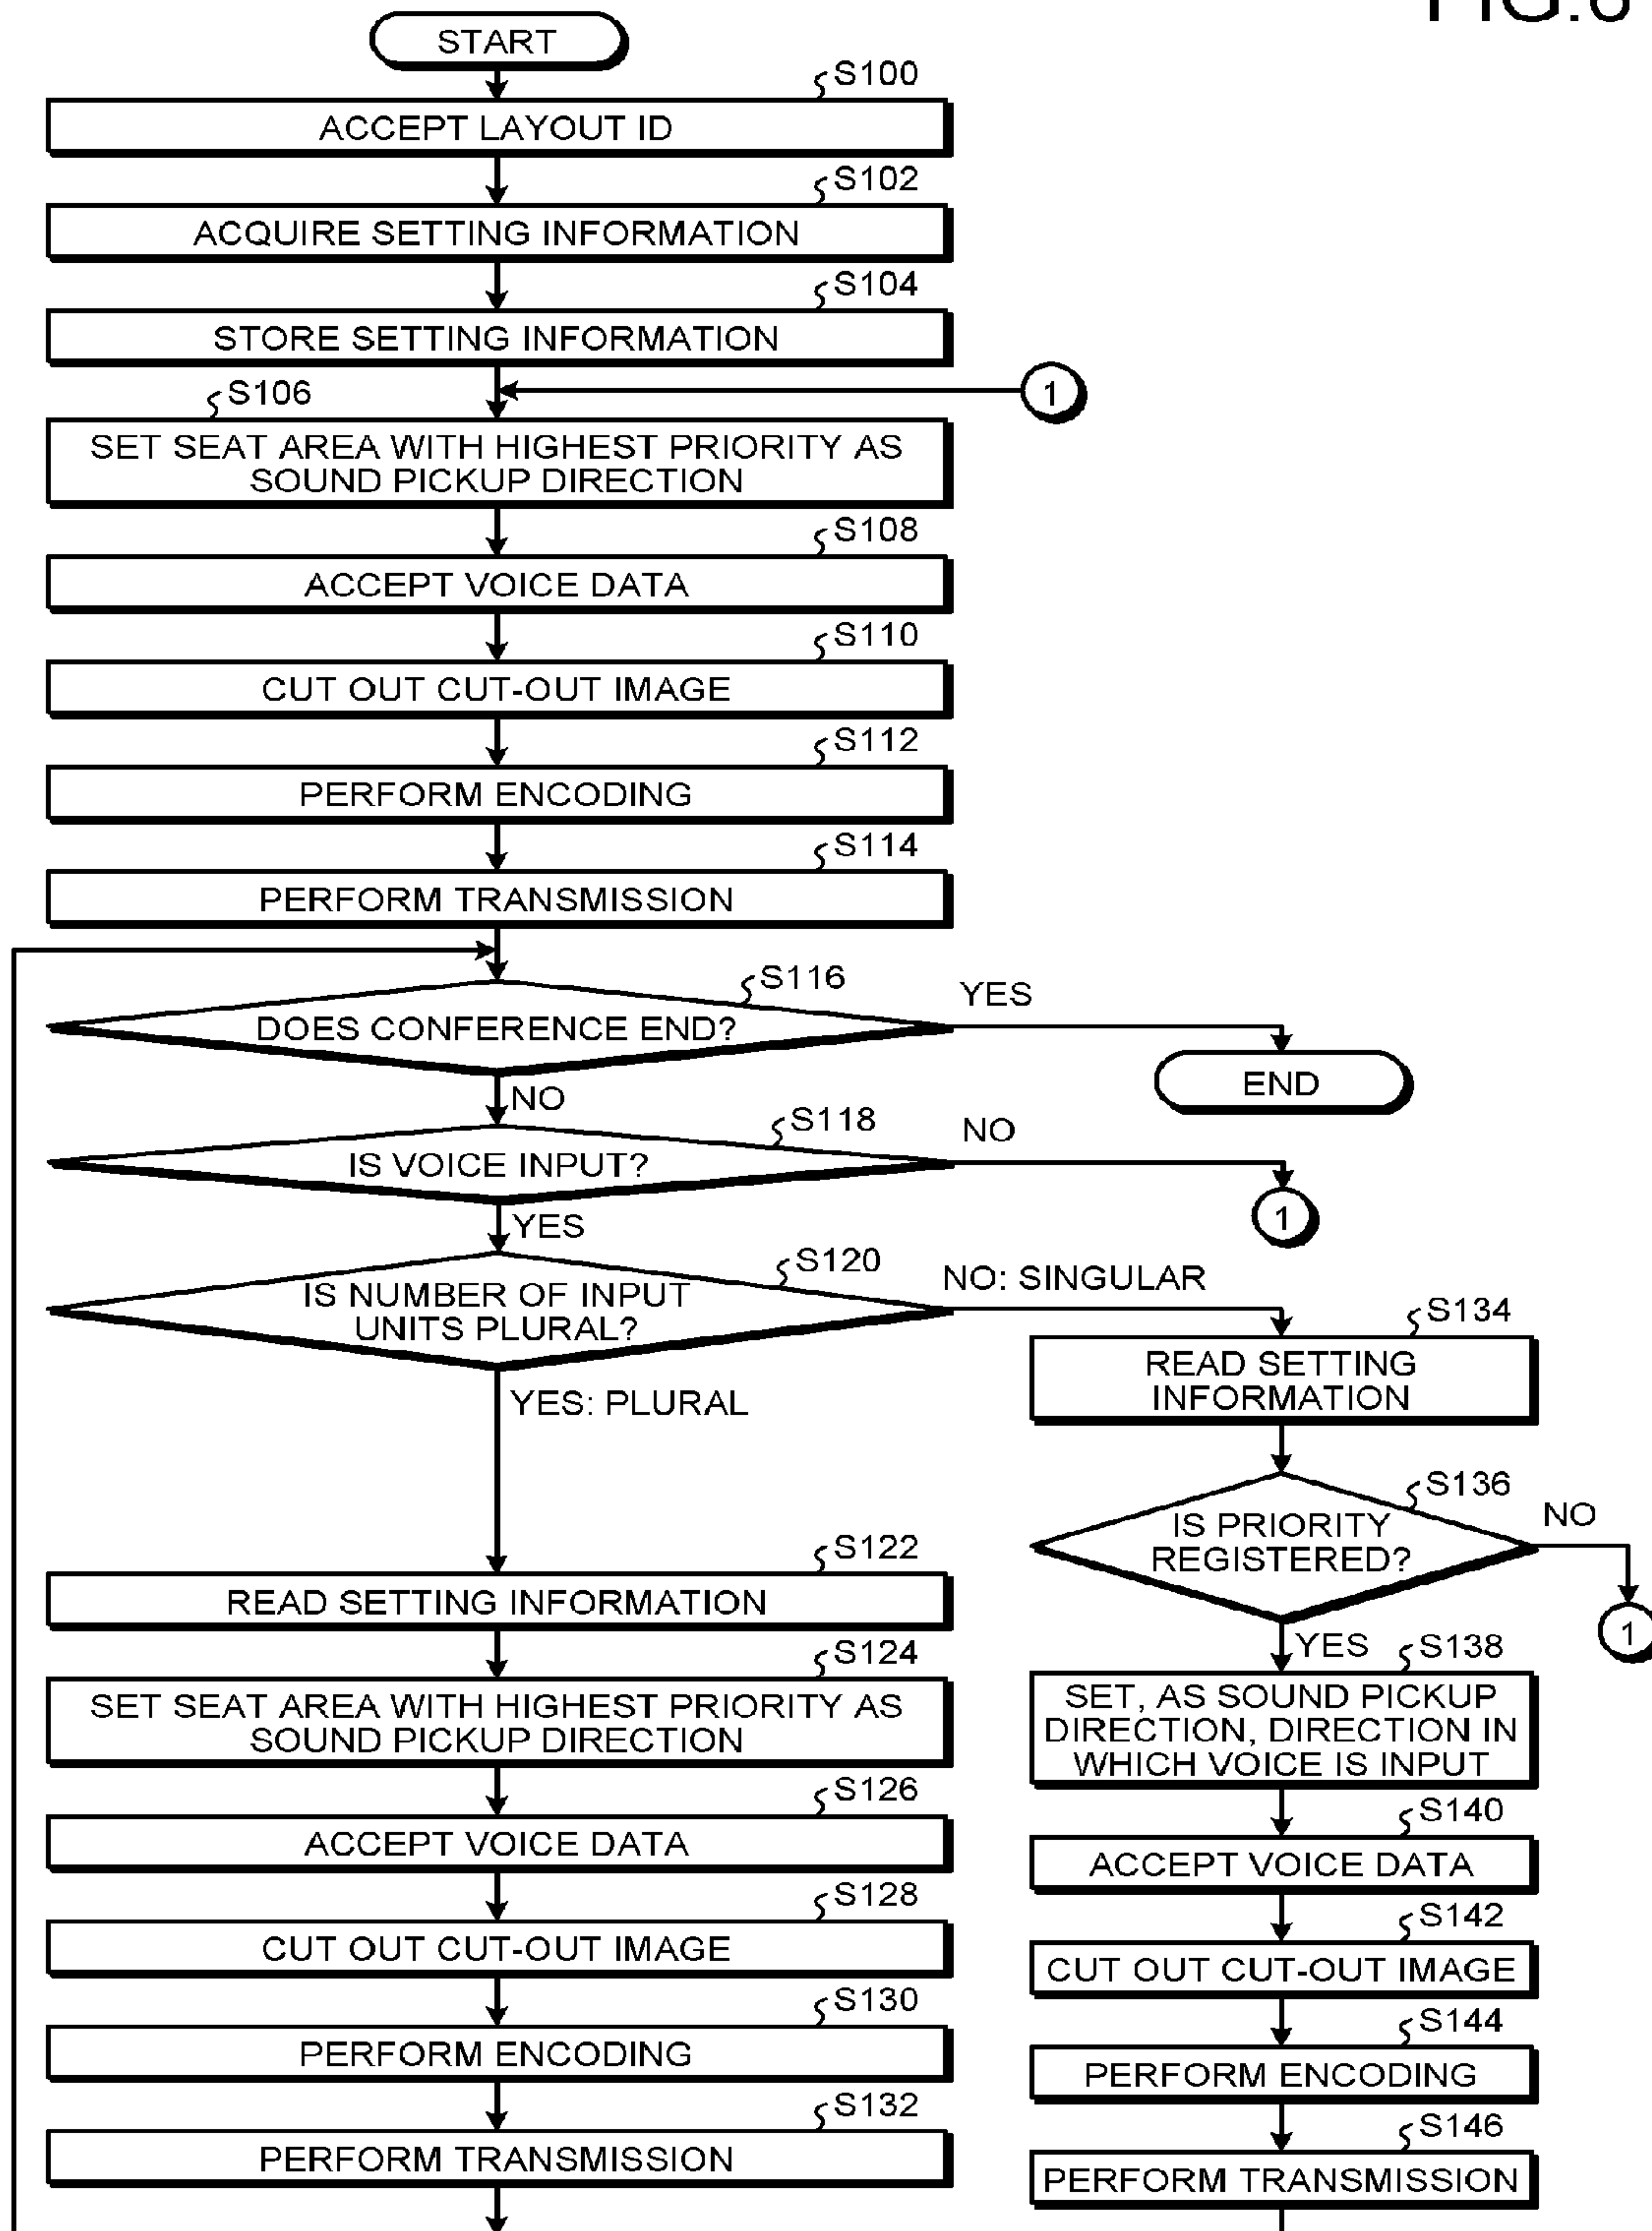 START
S100
ACCEPT LAYOUT ID
S102
ACQUIRE SETTING INFORMATION
S104
STORE SETTING INFORMATION
1
S106
SET SEAT AREA WITH HIGHEST PRIORITY AS
SOUND PICKUP DIRECTION
S108
ACCEPT VOICE DATA
S110
CUT OUT CUT-OUT IMAGE
S112
PERFORM ENCODING
S114
PERFORM TRANSMISSION
S116
DOES CONFERENCE END?
YES
END
NO
S118
IS VOICE INPUT?
NO
1
YES
S120
IS NUMBER OF INPUT
UNITS PLURAL?
NO: SINGULAR
YES: PLURAL
S122
READ SETTING INFORMATION
S124
SET SEAT AREA WITH HIGHEST PRIORITY AS
SOUND PICKUP DIRECTION
S126
ACCEPT VOICE DATA
S128
CUT OUT CUT-OUT IMAGE
S130
PERFORM ENCODING
S132
PERFORM TRANSMISSION
S134
READ SETTING
INFORMATION
S136
IS PRIORITY
REGISTERED?
NO
1
YES
S138
SET, AS SOUND PICKUP
DIRECTION, DIRECTION IN
WHICH VOICE IS INPUT
S140
ACCEPT VOICE DATA
S142
CUT OUT CUT-OUT IMAGE
S144
PERFORM ENCODING
S146
PERFORM TRANSMISSION